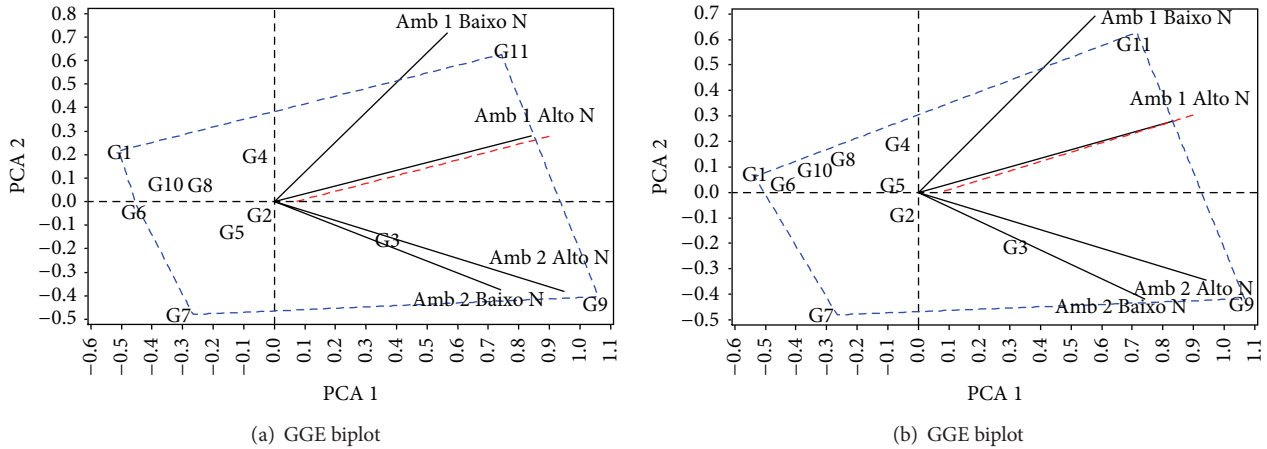 0.8
0.7
0.6
0.5
0.4
0.3
0.2
0.1
0.0
−0.1
−0.2
−0.3
−0.4
−0.5
PCA 2
Amb 1 Baixo N
G11
Amb 1 Alto N
G1
G4
G10 G8
G6
G2
G5
G3
Amb 2 Alto N
Amb 2 Baixo N
G9
G7
−0.6 −0.5 −0.4 −0.3 −0.2 −0.1 0.0 0.1 0.2 0.3 0.4 0.5 0.6 0.7 0.8 0.9 1.0 1.1
PCA 1
(a) GGE biplot
0.7
0.6
0.5
0.4
0.3
0.2
0.1
0.0
−0.1
−0.2
−0.3
−0.4
−0.5
PCA 2
Amb 1 Baixo N
G11
Amb 1 Alto N
G4
G8
G10
G1
G6
G5
G2
G3
Amb 2 Alto N
Amb 2 Baixo N
G9
G7
−0.6 −0.5 −0.4 −0.3 −0.2 −0.1 0.0 0.1 0.2 0.3 0.4 0.5 0.6 0.7 0.8 0.9 1.0 1.1
PCA 1
(b) GGE biplot